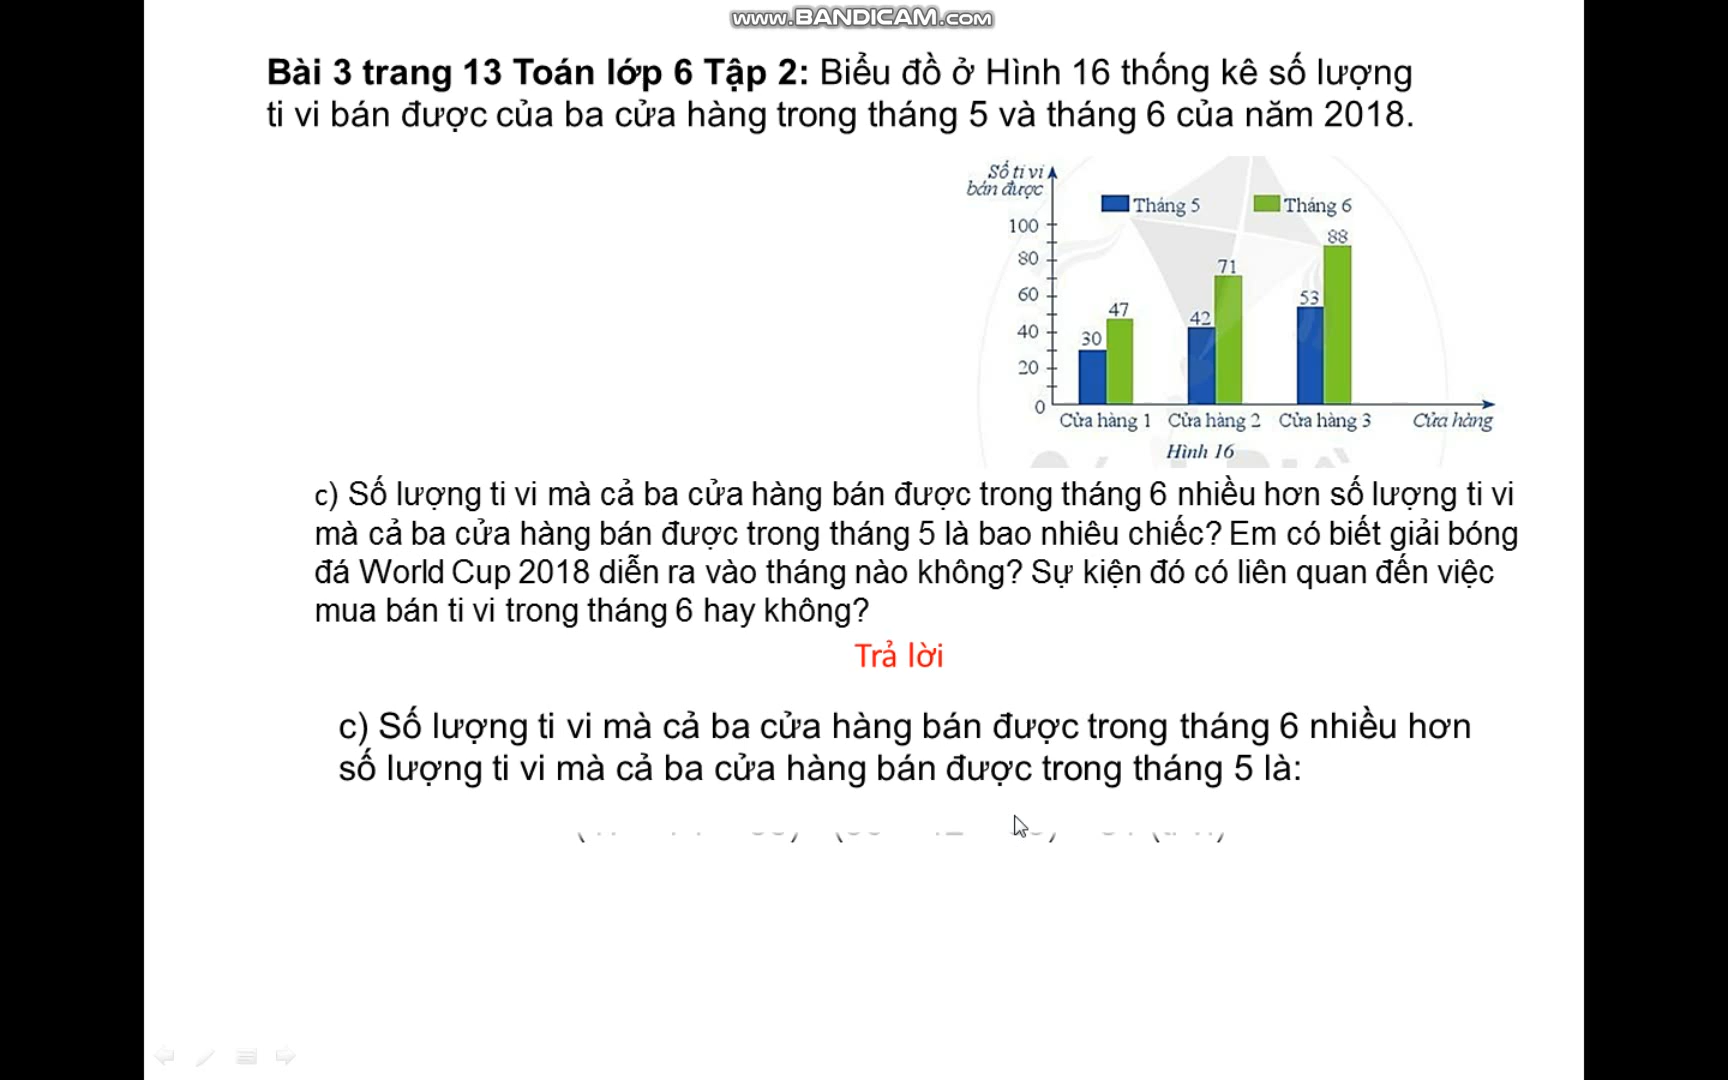 www.BANDICAM.com
Bài 3 trang 13 Toán lớp 6 Tập 2: Biểu đồ ở Hình 16 thống kê số lượng
ti vi bán được của ba cửa hàng trong tháng 5 và tháng 6 của năm 2018.
Số ti vi
bán được
Tháng 5
Tháng 6
100
80
60
40
20
0
30
47
42
71
53
88
Cửa hàng 1
Cửa hàng 2
Cửa hàng 3
Cửa hàng
Hình 16
c) Số lượng ti vi mà cả ba cửa hàng bán được trong tháng 6 nhiều hơn số lượng ti vi
mà cả ba cửa hàng bán được trong tháng 5 là bao nhiêu chiếc? Em có biết giải bóng
đá World Cup 2018 diễn ra vào tháng nào không? Sự kiện đó có liên quan đến việc
mua bán ti vi trong tháng 6 hay không?
Trả lời
c) Số lượng ti vi mà cả ba cửa hàng bán được trong tháng 6 nhiều hơn
số lượng ti vi mà cả ba cửa hàng bán được trong tháng 5 là: